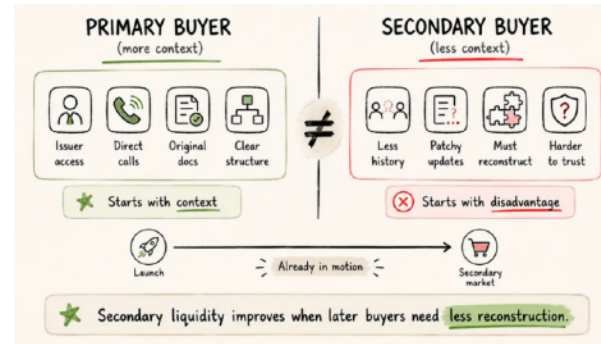 PRIMARY BUYER
(more context)
Issuer
access
Direct
calls
Original
docs
Clear
structure
Starts with context
≠
SECONDARY BUYER
(less context)
Less
history
Patchy
updates
Must
reconstruct
Harder
to trust
Starts with disadvantage
Launch
Already in motion
Secondary
market
Secondary liquidity improves when later buyers need less reconstruction.